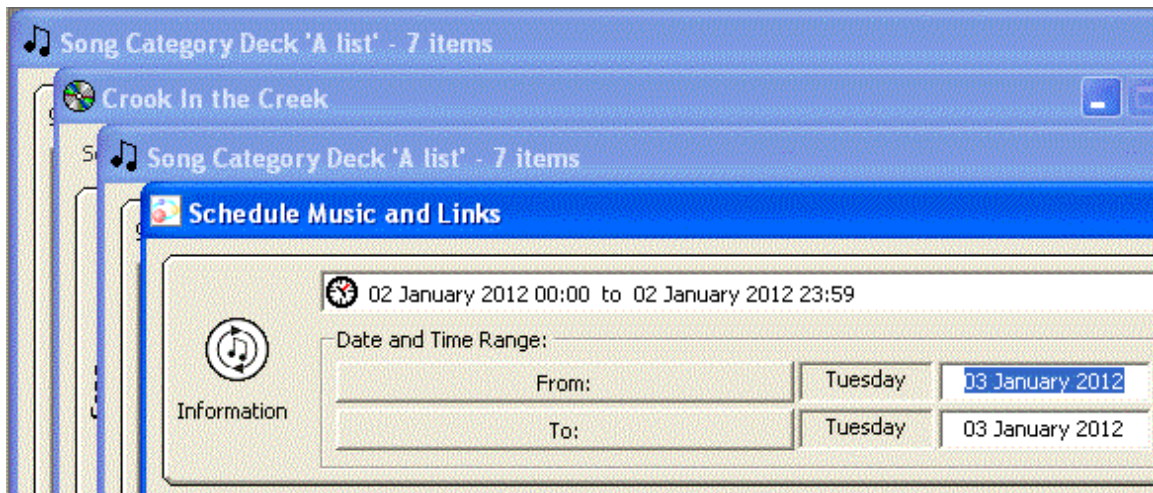 Song Category Deck 'A list' - 7 items
Crook In the Creek
Song Category Deck 'A list' - 7 items
Schedule Music and Links
02 January 2012 00:00 to 02 January 2012 23:59
Date and Time Range:
From: Tuesday 03 January 2012
Information
To: Tuesday 03 January 2012